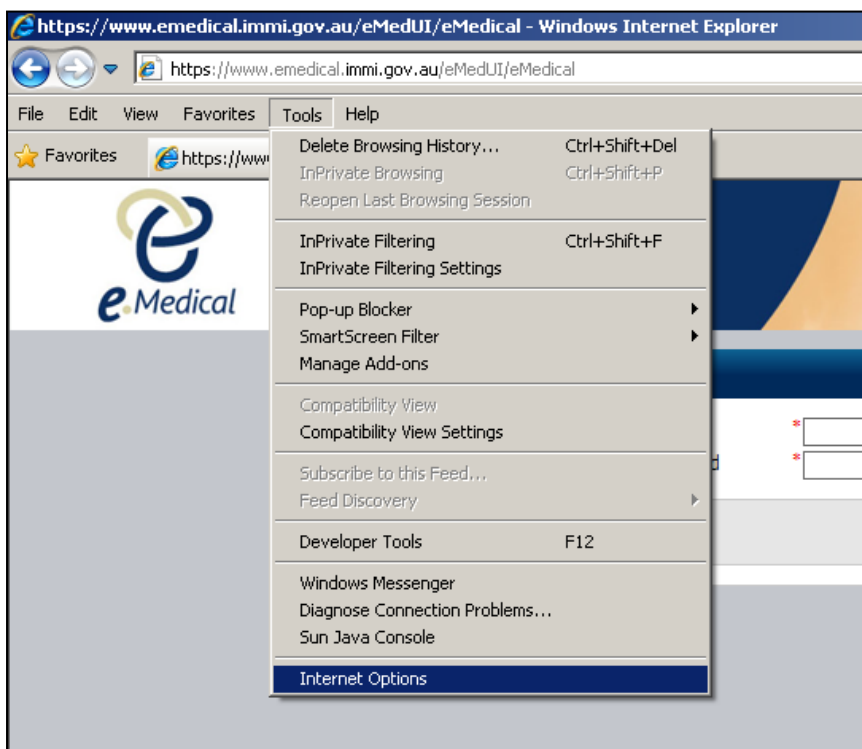 https://www.emedical.immi.gov.au/eMedUI/eMedical - Windows Internet Explorer
https://www.emedical.immi.gov.au/eMedUI/eMedical
File Edit View Favorites Tools Help
Favorites https://ww
Delete Browsing History... Ctrl+Shift+Del
InPrivate Browsing Ctrl+Shift+P
Reopen Last Browsing Session
InPrivate Filtering Ctrl+Shift+F
InPrivate Filtering Settings
e.Medical
Pop-up Blocker
SmartScreen Filter
Manage Add-ons
Compatibility View
Compatibility View Settings
*
Subscribe to this Feed...
d *
Feed Discovery
Developer Tools F12
Windows Messenger
Diagnose Connection Problems...
Sun Java Console
Internet Options